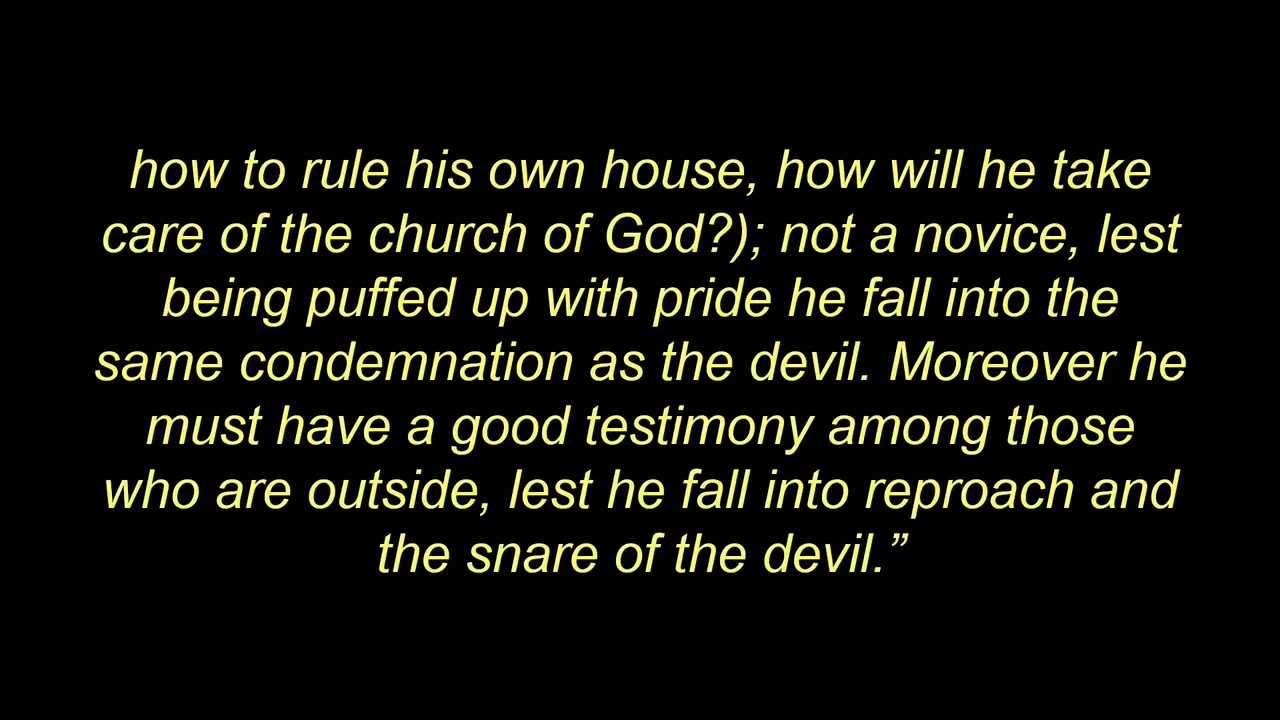 how to rule his own house, how will he take
care of the church of God?); not a novice, lest
being puffed up with pride he fall into the
same condemnation as the devil. Moreover he
must have a good testimony among those
who are outside, lest he fall into reproach and
the snare of the devil.”